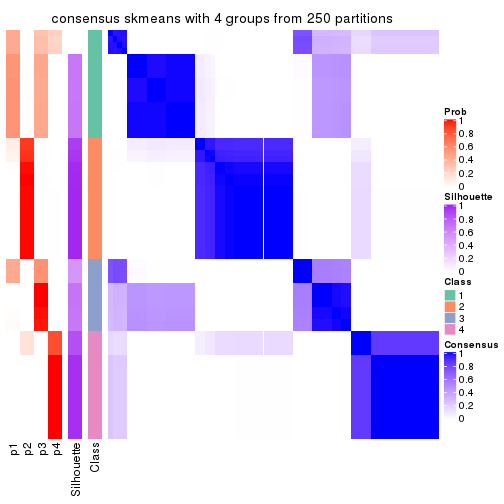 consensus skmeans with 4 groups from 250 partitions
Prob
1
0.8
0.6
0.4
0.2
0
Silhouette
1
0.8
0.6
0.4
0.2
0
Class
1
2
3
4
Consensus
1
0.8
0.6
0.4
0.2
0
p1
p2
p3
p4
Silhouette
Class